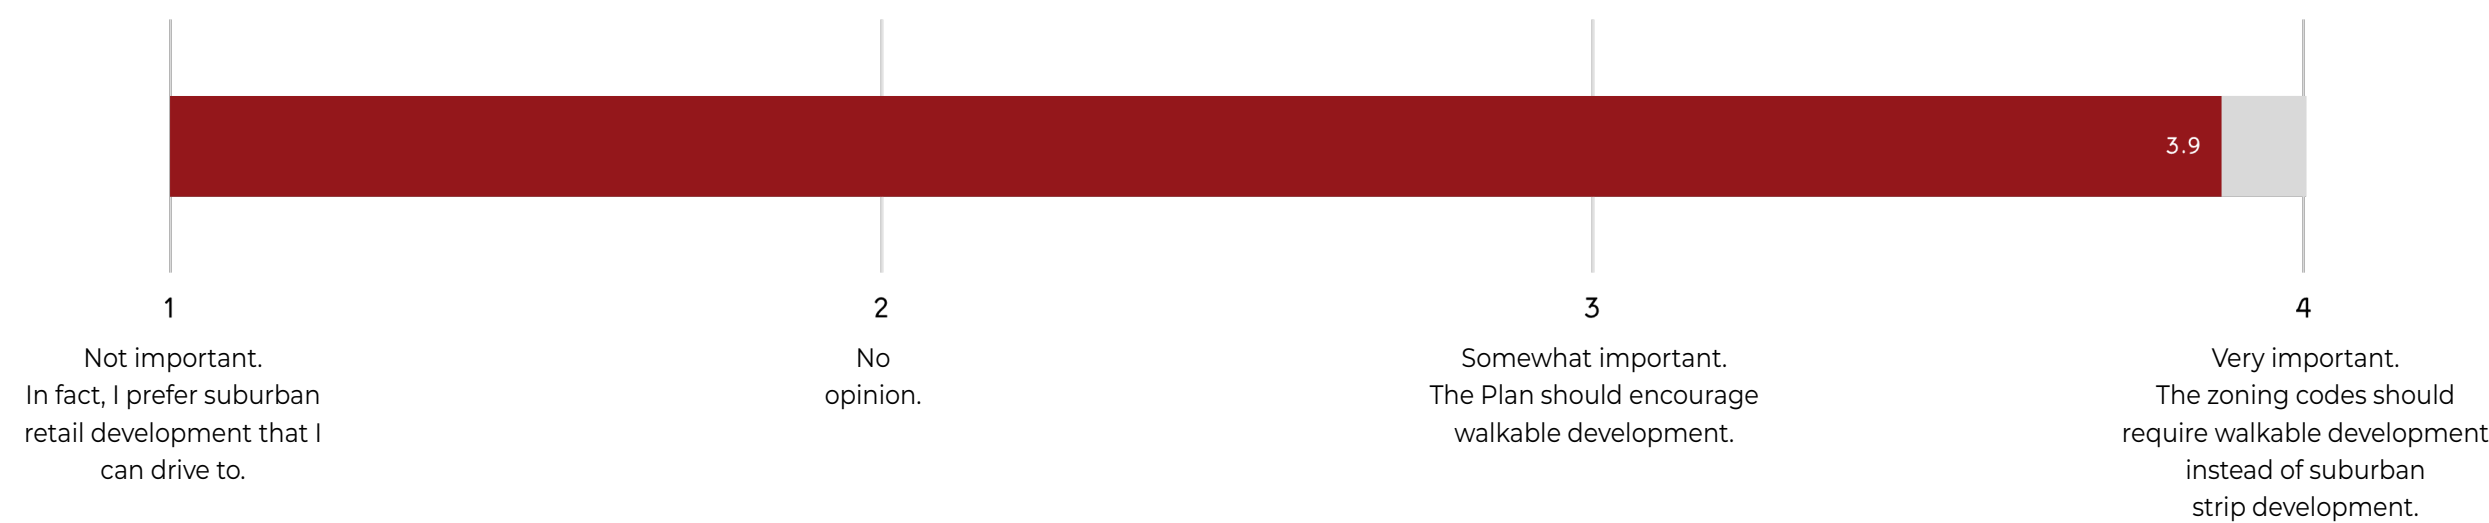 3.9
1
Not important.
In fact, I prefer suburban
retail development that I
can drive to.
2
No
opinion.
3
Somewhat important.
The Plan should encourage
walkable development.
4
Very important.
The zoning codes should
require walkable development
instead of suburban
strip development.